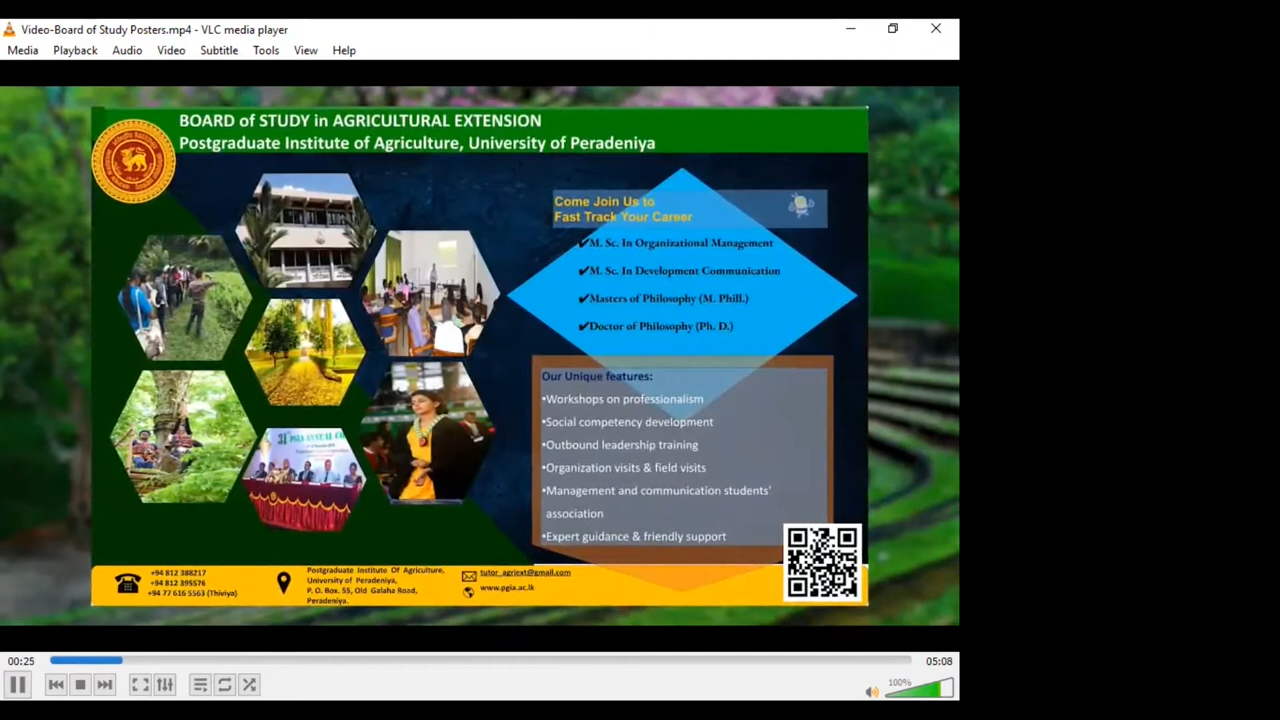 Video-Board of Study Posters.mp4 - VLC media player
Media Playback Audio Video Subtitle Tools View Help
BOARD of STUDY in AGRICULTURAL EXTENSION
Postgraduate Institute of Agriculture, University of Peradeniya
Come Join Us to
Fast Track Your Career
✔M. Sc. In Organizational Management
✔M. Sc. In Development Communication
✔Masters of Philosophy (M. Phill.)
✔Doctor of Philosophy (Ph. D.)
Our Unique features:
•Workshops on professionalism
•Social competency development
•Outbound leadership training
•Organization visits & field visits
•Management and communication students'
association
•Expert guidance & friendly support
31st PGIA ANNUAL CO
+94 812 388217
+94 812 395576
+94 77 616 5563 (Thiviya)
Postgraduate Institute Of Agriculture,
University of Peradeniya,
P. O. Box. 55, Old Galaha Road,
Peradeniya.
tutor_agriext@gmail.com
www.pgia.ac.lk
00:25
05:08
100%